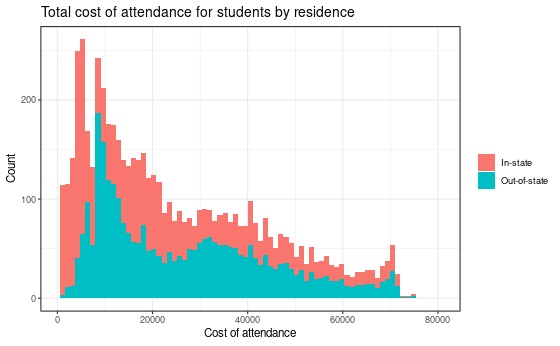 Total cost of attendance for students by residence
200
100
0
Count
0 20000 40000 60000 80000
Cost of attendance
In-state
Out-of-state